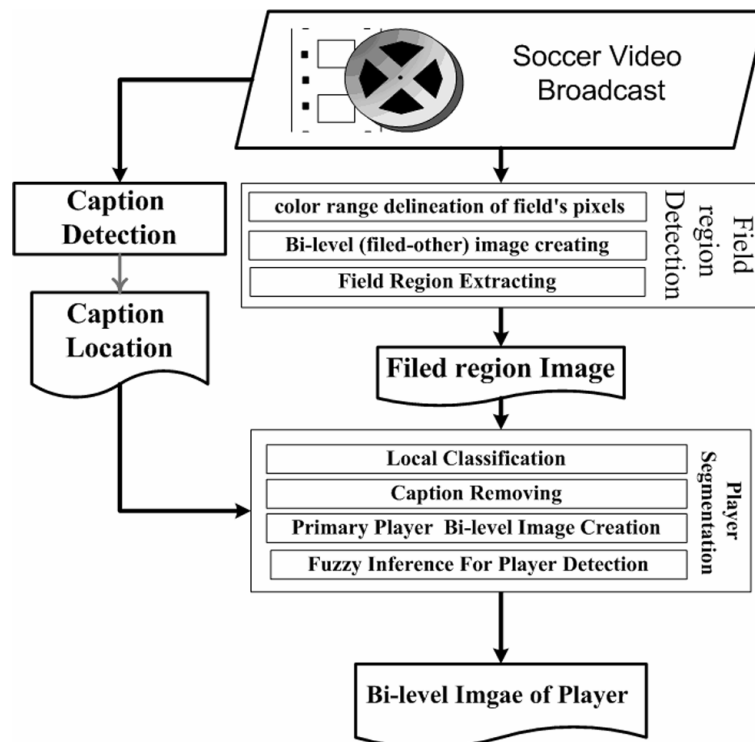 Soccer Video
Broadcast
Caption
Detection
color range delineation of field's pixels
Bi-level (filed-other) image creating
Field Region Extracting
Field
region
Detection
Caption
Location
Filed region Image
Local Classification
Caption Removing
Primary Player Bi-level Image Creation
Fuzzy Inference For Player Detection
Player
Segmentation
Bi-level Imgae of Player